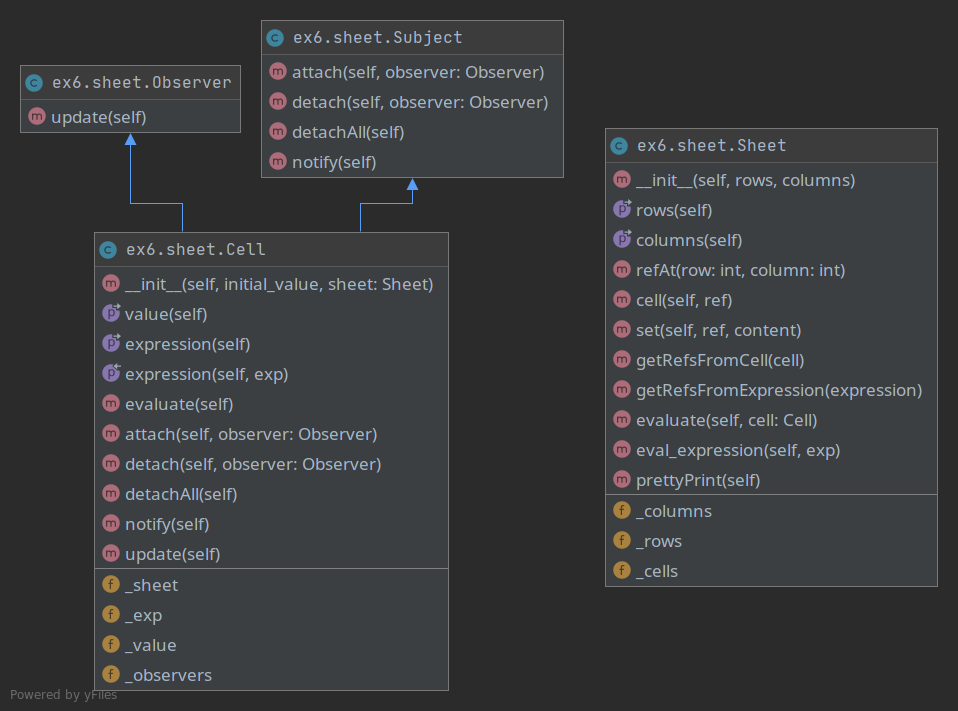 ex6.sheet.Observer
update(self)
ex6.sheet.Subject
attach(self, observer: Observer)
detach(self, observer: Observer)
detachAll(self)
notify(self)
ex6.sheet.Cell
__init__(self, initial_value, sheet: Sheet)
value(self)
expression(self)
expression(self, exp)
evaluate(self)
attach(self, observer: Observer)
detach(self, observer: Observer)
detachAll(self)
notify(self)
update(self)
_sheet
_exp
_value
_observers
ex6.sheet.Sheet
__init__(self, rows, columns)
rows(self)
columns(self)
refAt(row: int, column: int)
cell(self, ref)
set(self, ref, content)
getRefsFromCell(cell)
getRefsFromExpression(expression)
evaluate(self, cell: Cell)
eval_expression(self, exp)
prettyPrint(self)
_columns
_rows
_cells
Powered by yFiles